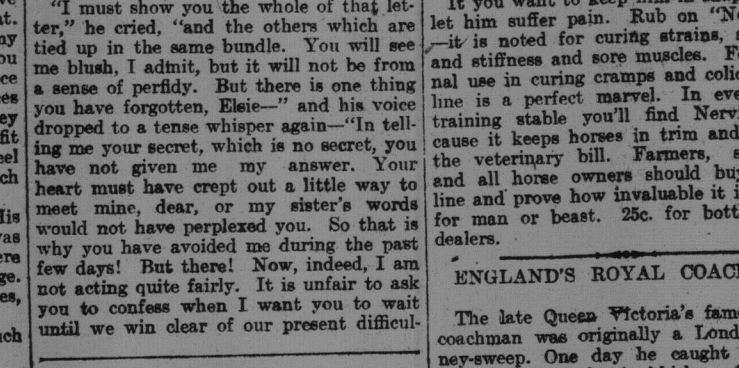 "I must show you the whole of that let-
ter," he cried, "and the others which are
tied up in the same bundle. You will see
me blush, I admit, but it will not be from
a sense of perfidy. But there is one thing
you have forgotten, Elsie—" and his voice
dropped to a tense whisper again—"In tell-
ing me your secret, which is no secret, you
have not given me my answer. Your
heart must have crept out a little way to
meet mine, dear, or my sister's words
would not have perplexed you. So that is
why you have avoided me during the past
few days! But there! Now, indeed, I am
not acting quite fairly. It is unfair to ask
you to confess when I want you to wait
until we win clear of our present difficul-
let him suffer pain. Rub on
—it is noted for curing strains,
and stiffness and sore muscles.
nal use in curing cramps and
line is a perfect marvel. In
training stable you'll find
cause it keeps horses in trim and
the veterinary bill. Farmers,
and all horse owners should
line and prove how invaluable it
for man or beast. 25c. for
dealers.
ENGLAND'S ROYAL
The late Queen Victoria's
coachman was originally a
ney-sweep. One day he caught